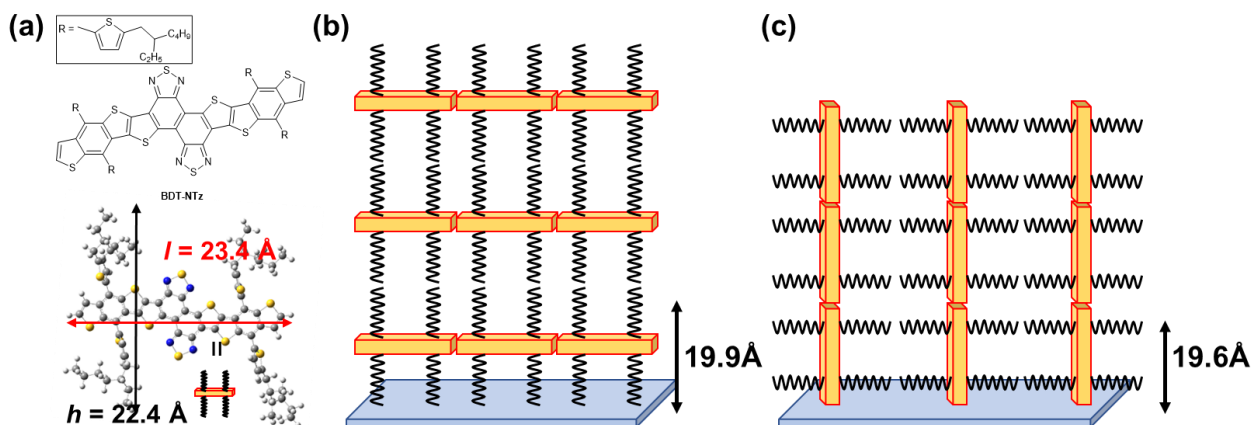 (a)
R =
S
C₄H₉
C₂H₅
S
N N
R
S
S
R
S
S
S
R
S
R
N N
S
BDT-NTz
l = 23.4 Å
=
h = 22.4 Å
(b)
19.9Å
(c)
19.6Å